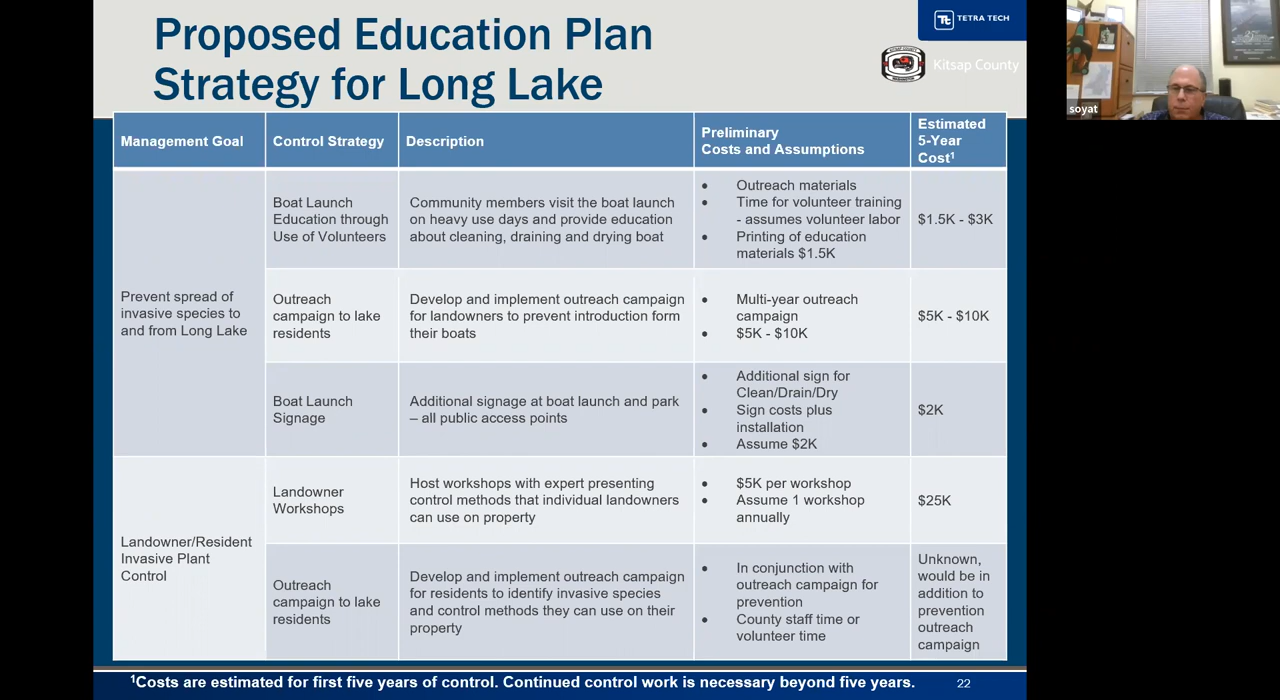 Proposed Education Plan
Strategy for Long Lake
TETRA TECH
KITSAP COUNTY
Kitsap County
soyat
Management Goal
Control Strategy
Description
Preliminary
Costs and Assumptions
Estimated
5-Year
Cost¹
Prevent spread of
invasive species to
and from Long Lake
Boat Launch
Education through
Use of Volunteers
Community members visit the boat launch
on heavy use days and provide education
about cleaning, draining and drying boat
• Outreach materials
• Time for volunteer training
- assumes volunteer labor
• Printing of education
materials $1.5K
$1.5K - $3K
Outreach
campaign to lake
residents
Develop and implement outreach campaign
for landowners to prevent introduction form
their boats
• Multi-year outreach
campaign
• $5K - $10K
$5K - $10K
Boat Launch
Signage
Additional signage at boat launch and park
– all public access points
• Additional sign for
Clean/Drain/Dry
• Sign costs plus
installation
• Assume $2K
$2K
Landowner/Resident
Invasive Plant
Control
Landowner
Workshops
Host workshops with expert presenting
control methods that individual landowners
can use on property
• $5K per workshop
• Assume 1 workshop
annually
$25K
Outreach
campaign to lake
residents
Develop and implement outreach campaign
for residents to identify invasive species
and control methods they can use on their
property
• In conjunction with
outreach campaign for
prevention
• County staff time or
volunteer time
Unknown,
would be in
addition to
prevention
outreach
campaign
¹Costs are estimated for first five years of control. Continued control work is necessary beyond five years.
22